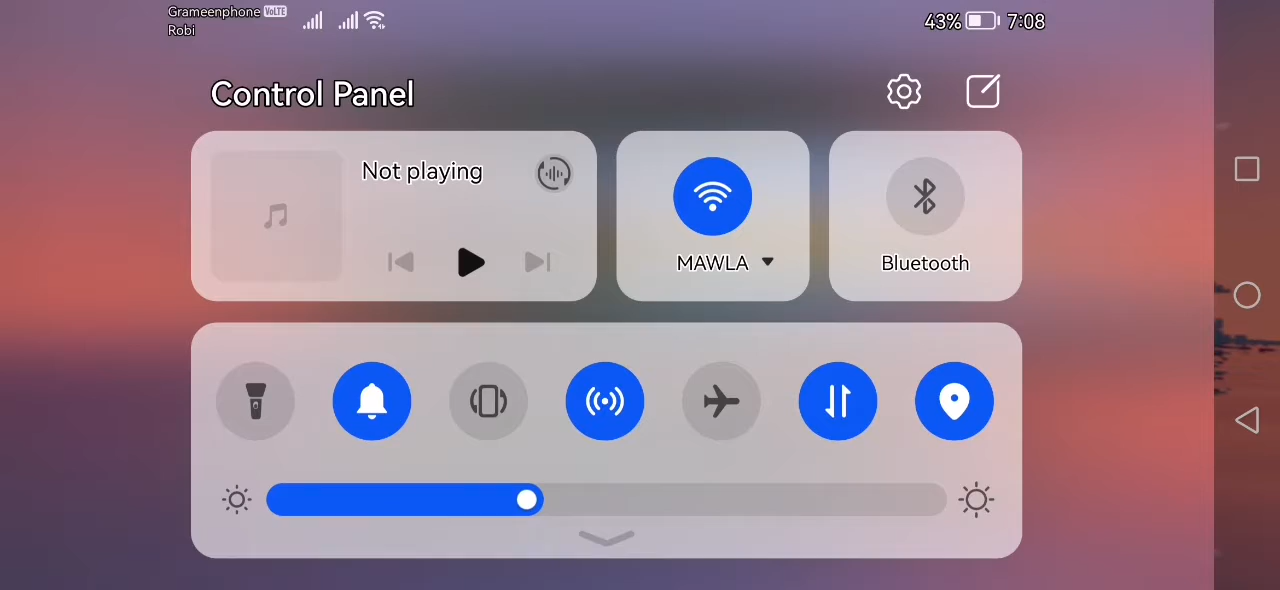 Grameenphone VoLTE
Robi
43% 7:08
Control Panel
Not playing
MAWLA
Bluetooth